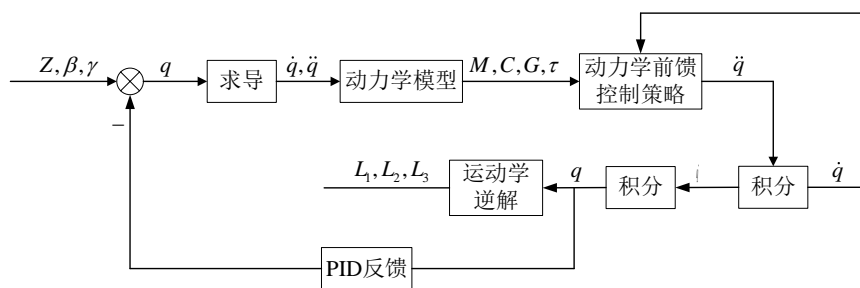 Z, β, γ
q
求导
q̇, q̈
动力学模型
M, C, G, τ
动力学前馈
控制策略
q̈
−
L₁, L₂, L₃
运动学
逆解
q
积分
积分
q̇
PID反馈